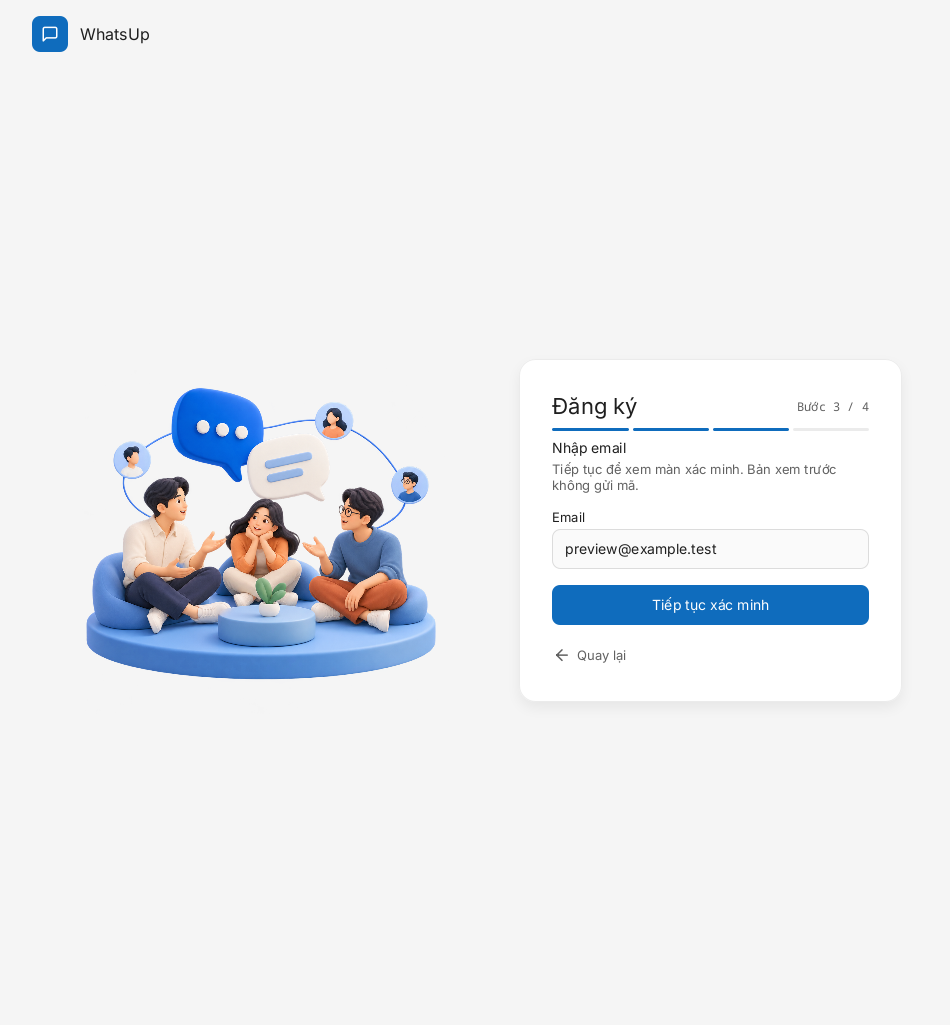 WhatsUp
Đăng ký
Bước 3 / 4
Nhập email
Tiếp tục để xem màn xác minh. Bản xem trước
không gửi mã.
Email
preview@example.test
Tiếp tục xác minh
Quay lại